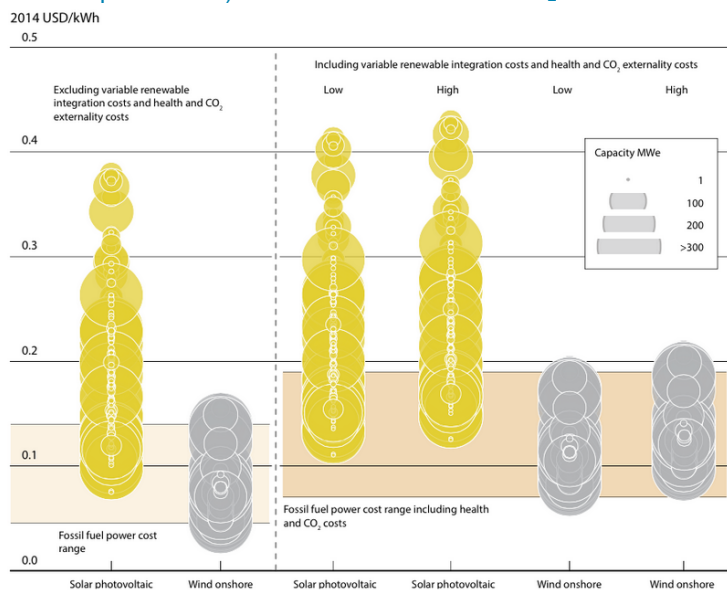 2014 USD/kWh
0.5
Including variable renewable integration costs and health and CO₂ externality costs
Excluding variable renewable
integration costs and health and CO₂
externality costs
Low
High
Low
High
0.4
Capacity MWe
1
100
200
>300
0.3
0.2
0.1
Fossil fuel power cost range including health
and CO₂ costs
Fossil fuel power cost
range
0.0
Solar photovoltaic
Wind onshore
Solar photovoltaic
Solar photovoltaic
Wind onshore
Wind onshore